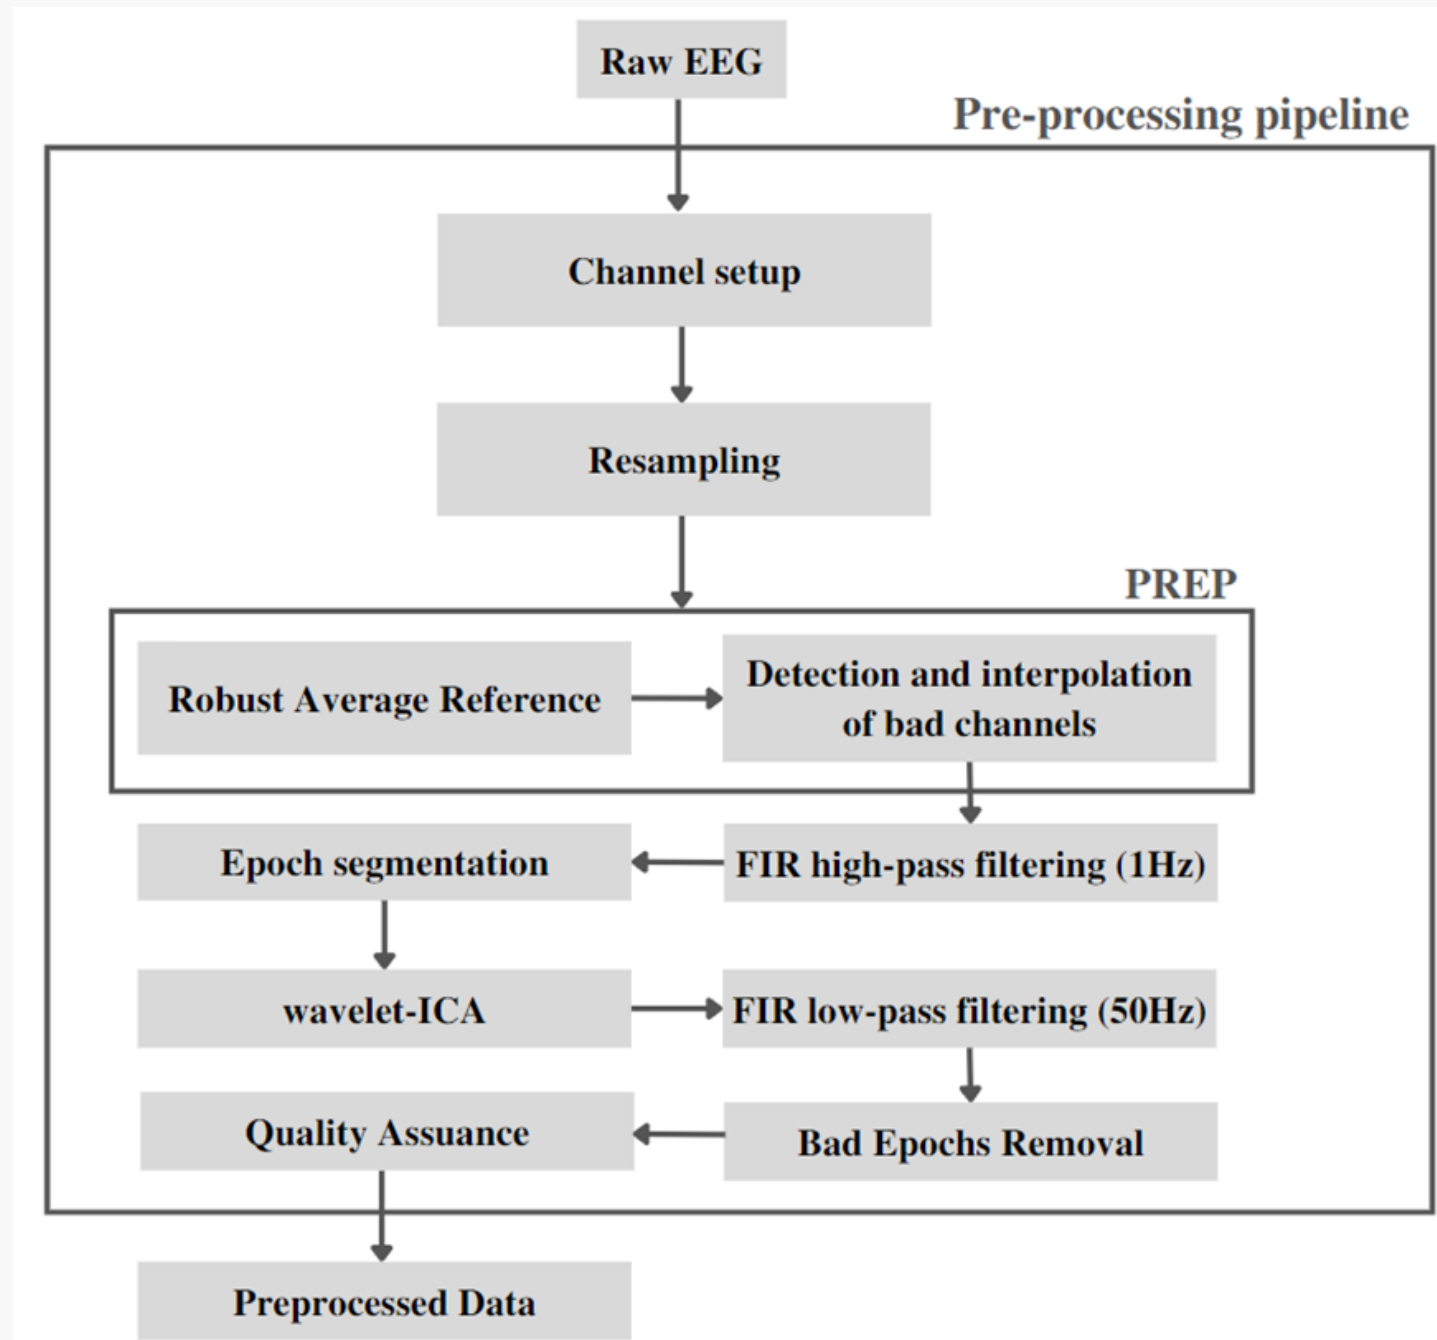 Raw EEG
Pre-processing pipeline
Channel setup
Resampling
PREP
Robust Average Reference
Detection and interpolation
of bad channels
FIR high-pass filtering (1Hz)
Epoch segmentation
wavelet-ICA
FIR low-pass filtering (50Hz)
Bad Epochs Removal
Quality Assuance
Preprocessed Data